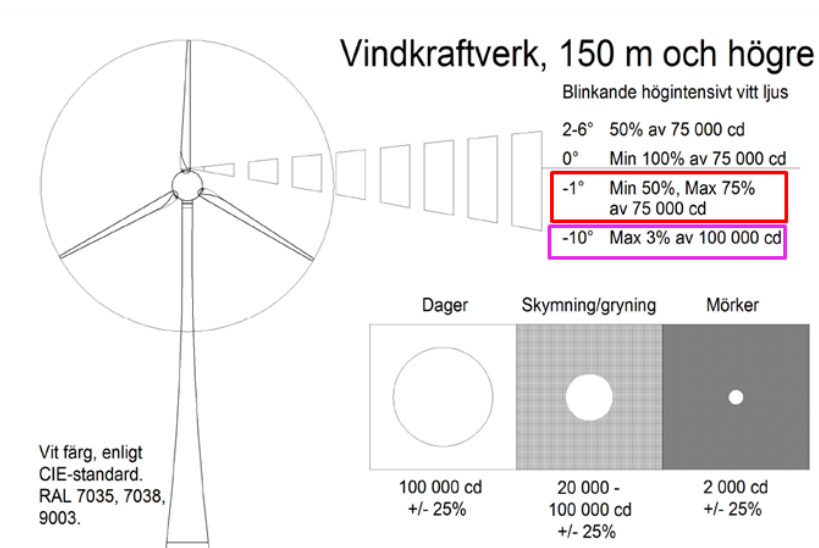 Vindkraftverk, 150 m och högre
Blinkande högintensivt vitt ljus
2-6° 50% av 75 000 cd
0° Min 100% av 75 000 cd
-1° Min 50%, Max 75%
av 75 000 cd
-10° Max 3% av 100 000 cd
Dager Skymning/gryning Mörker
100 000 cd
+/- 25%
20 000 -
100 000 cd
+/- 25%
2 000 cd
+/- 25%
Vit färg, enligt
CIE-standard.
RAL 7035, 7038,
9003.